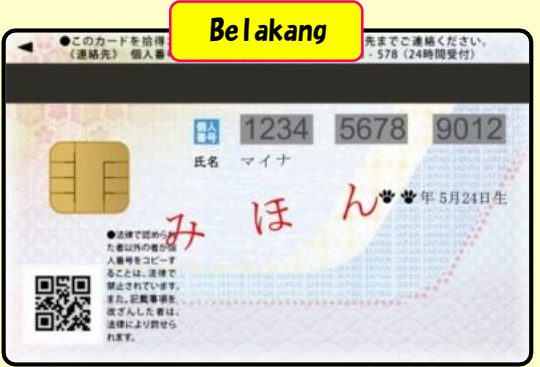 Belakang
●このカードを拾得 先までご連絡ください。
《連絡先》 個人番 - 578（24時間受付）
個人番号 1234 5678 9012
氏名 マイナ
年 5月24日生
みほん
●法律で認められ
た者以外の者が個
人番号をコピーす
ることは、法律で
禁止されています。
また、記載事項を
改ざんした者は、
法律により罰せら
れます。